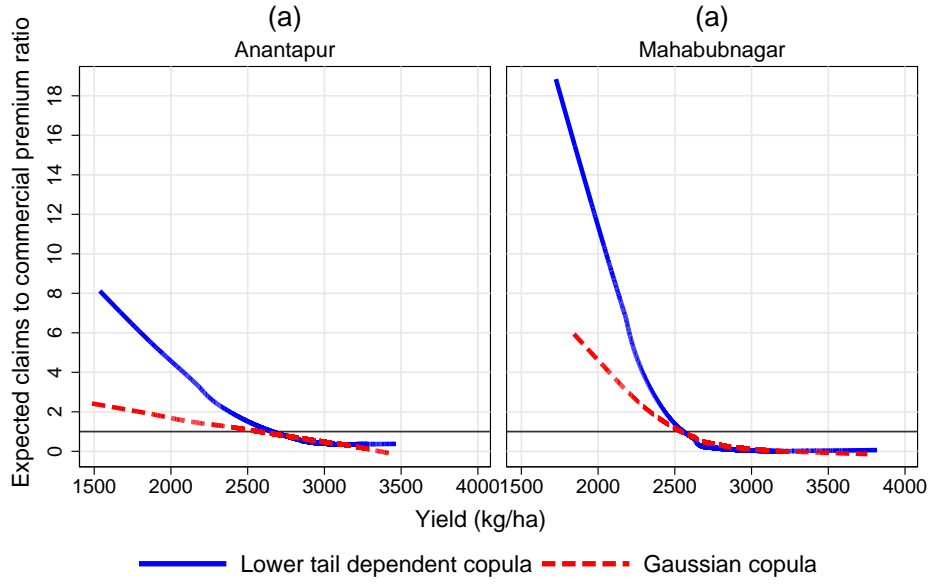 (a) (a)
Anantapur Mahabubnagar
Expected claims to commercial premium ratio
18
16
14
12
10
8
6
4
2
0
1500 2000 2500 3000 3500 4000 1500 2000 2500 3000 3500 4000
Yield (kg/ha)
Lower tail dependent copula Gaussian copula